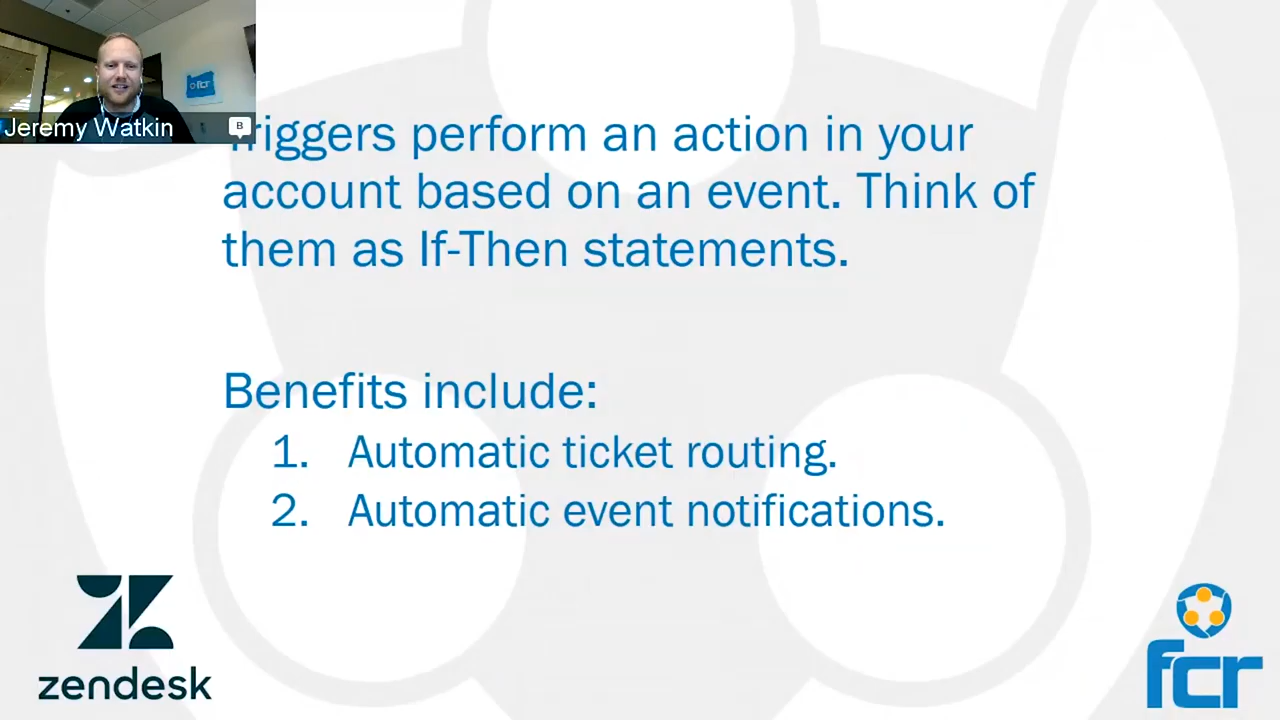 fcr
Jeremy Watkin
B
Triggers perform an action in your
account based on an event. Think of
them as If-Then statements.
Benefits include:
1. Automatic ticket routing.
2. Automatic event notifications.
zendesk
fcr